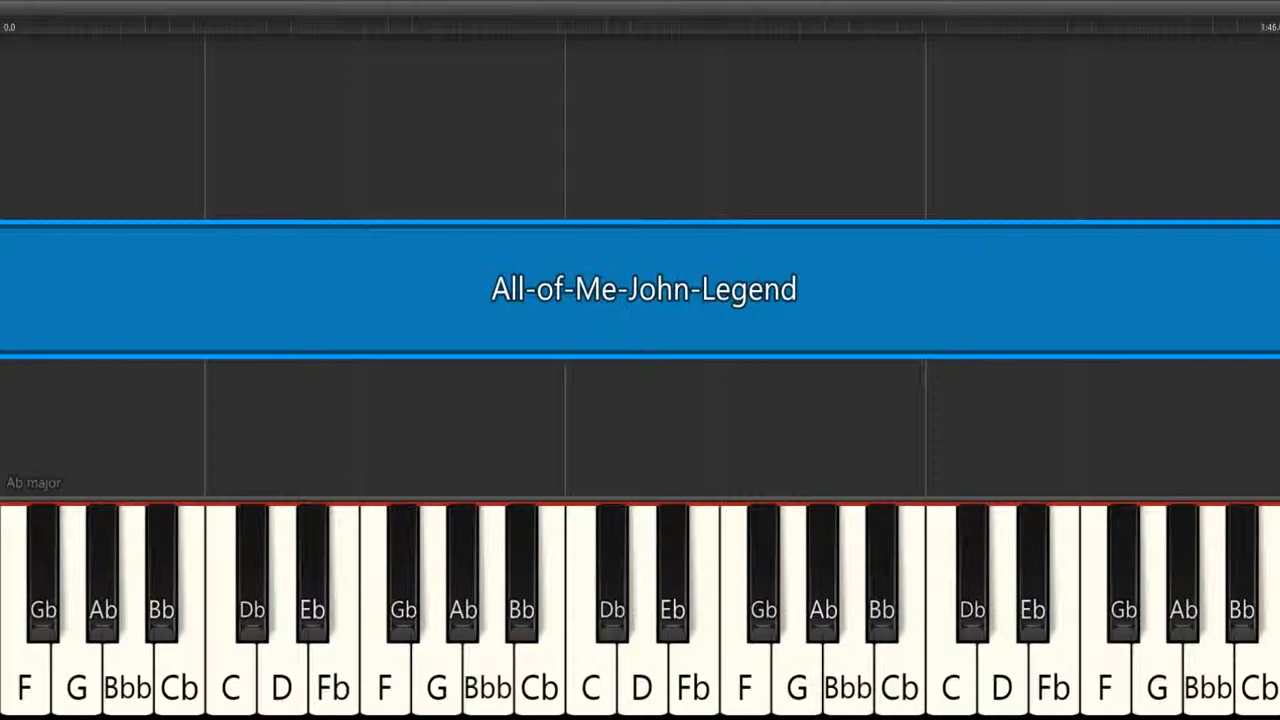 0.0 1:46.
All-of-Me-John-Legend
Ab major
Gb Ab Bb Db Eb Gb Ab Bb Db Eb Gb Ab Bb Db Eb Gb Ab Bb
F G Bbb Cb C D Fb F G Bbb Cb C D Fb F G Bbb Cb C D Fb F G Bbb Cb